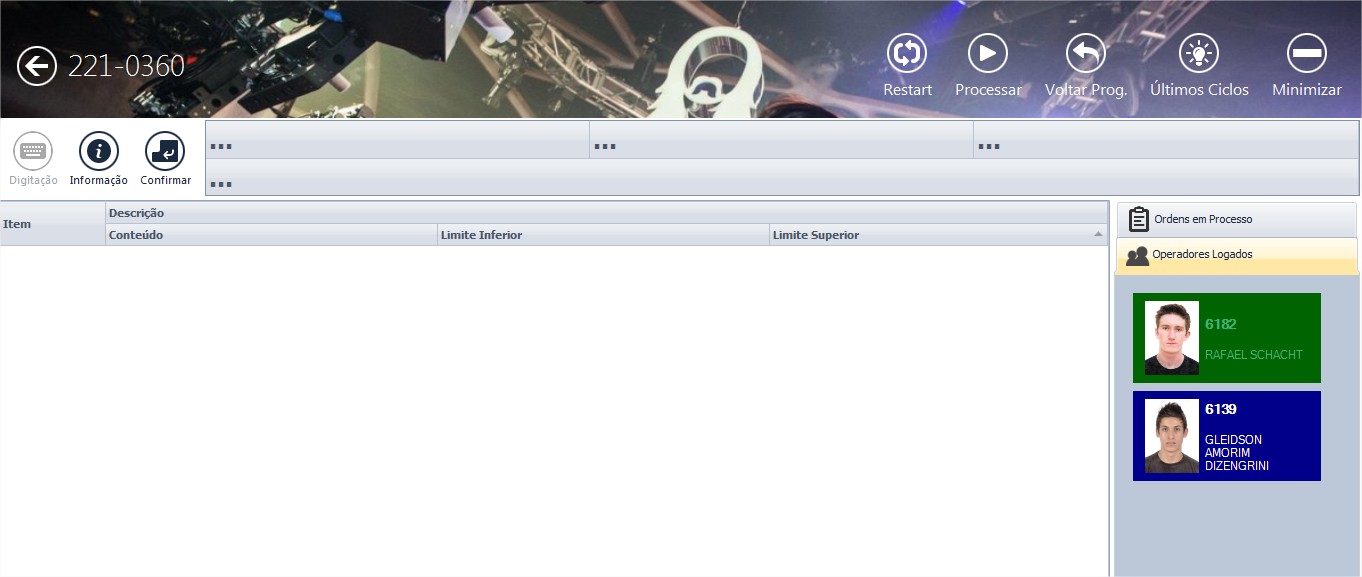 221-0360
Restart
Processar
Voltar Prog.
Últimos Ciclos
Minimizar
Digitação
Informação
Confirmar
...
...
...
...
Item
Descrição
Conteúdo
Limite Inferior
Limite Superior
Ordens em Processo
Operadores Logados
6182
RAFAEL SCHACHT
6139
GLEIDSON
AMORIM
DIZENGRINI